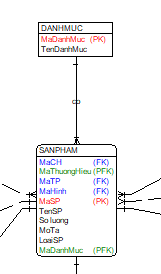 DANHMUC
MaDanhMuc (PK)
TenDanhMuc
SANPHAM
MaCH (FK)
MaThuongHieu (PFK)
MaTP (FK)
MaHinh (FK)
MaSP (PK)
TenSP
Soluong
MoTa
LoaiSP
MaDanhMuc (PFK)